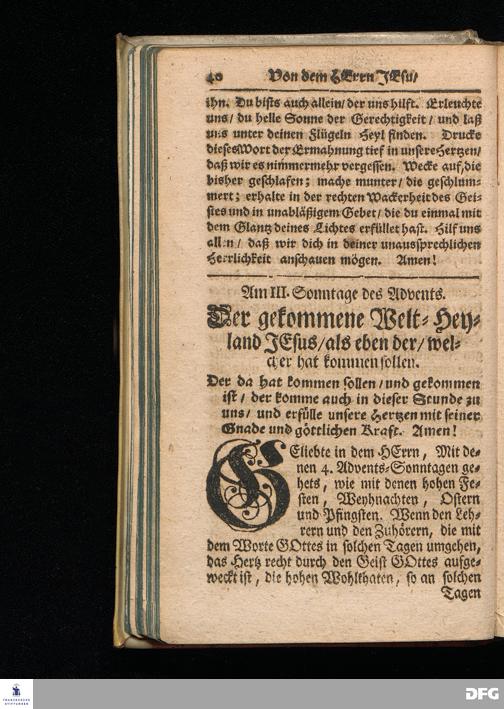 40 Von dem HErrn JEsu/
ihn. Du bists auch allein/ der uns hilft. Erleuchte
uns/ du helle Sonne der Gerechtigkeit/ und laß
uns unter deinen Flügeln Heyl finden. Drucke
dieses Wort der Ermahnung tief in unsere Hertzen/
daß wir es nimmermehr vergessen. Wecke auf, die
bisher geschlafen; mache munter/ die geschlum-
mert; erhalte in der rechten Wackerheit des Gei-
stes und in unabläßigem Gebet/ die du einmal mit
dem Glantz deines Lichtes erfüllet hast. Hilf uns
allen/ daß wir dich in deiner unaussprechlichen
Herrlichkeit anschauen mögen. Amen!
Am III. Sonntage des Advents.
Der gekommene Welt-Hey-
land JEsus/ als eben der/ wel-
cher hat kommen sollen.
Der da hat kommen sollen/ und gekommen
ist/ der komme auch in dieser Stunde zu
uns/ und erfülle unsere Hertzen mit seiner
Gnade und göttlichen Kraft. Amen!
GEliebte in dem HErrn, Mit de-
nen 4. Advents-Sonntagen ge-
hets, wie mit denen hohen Fe-
sten, Weyhnachten, Ostern
und Pfingsten. Wenn den Leh-
rern und den Zuhörern, die mit
dem Worte GOttes in solchen Tagen umgehen,
das Hertz recht durch den Geist GOttes aufge-
weckt ist, die hohen Wohlthaten, so an solchen
Tagen
FRANCKESCHE
STIFTUNGEN
DFG